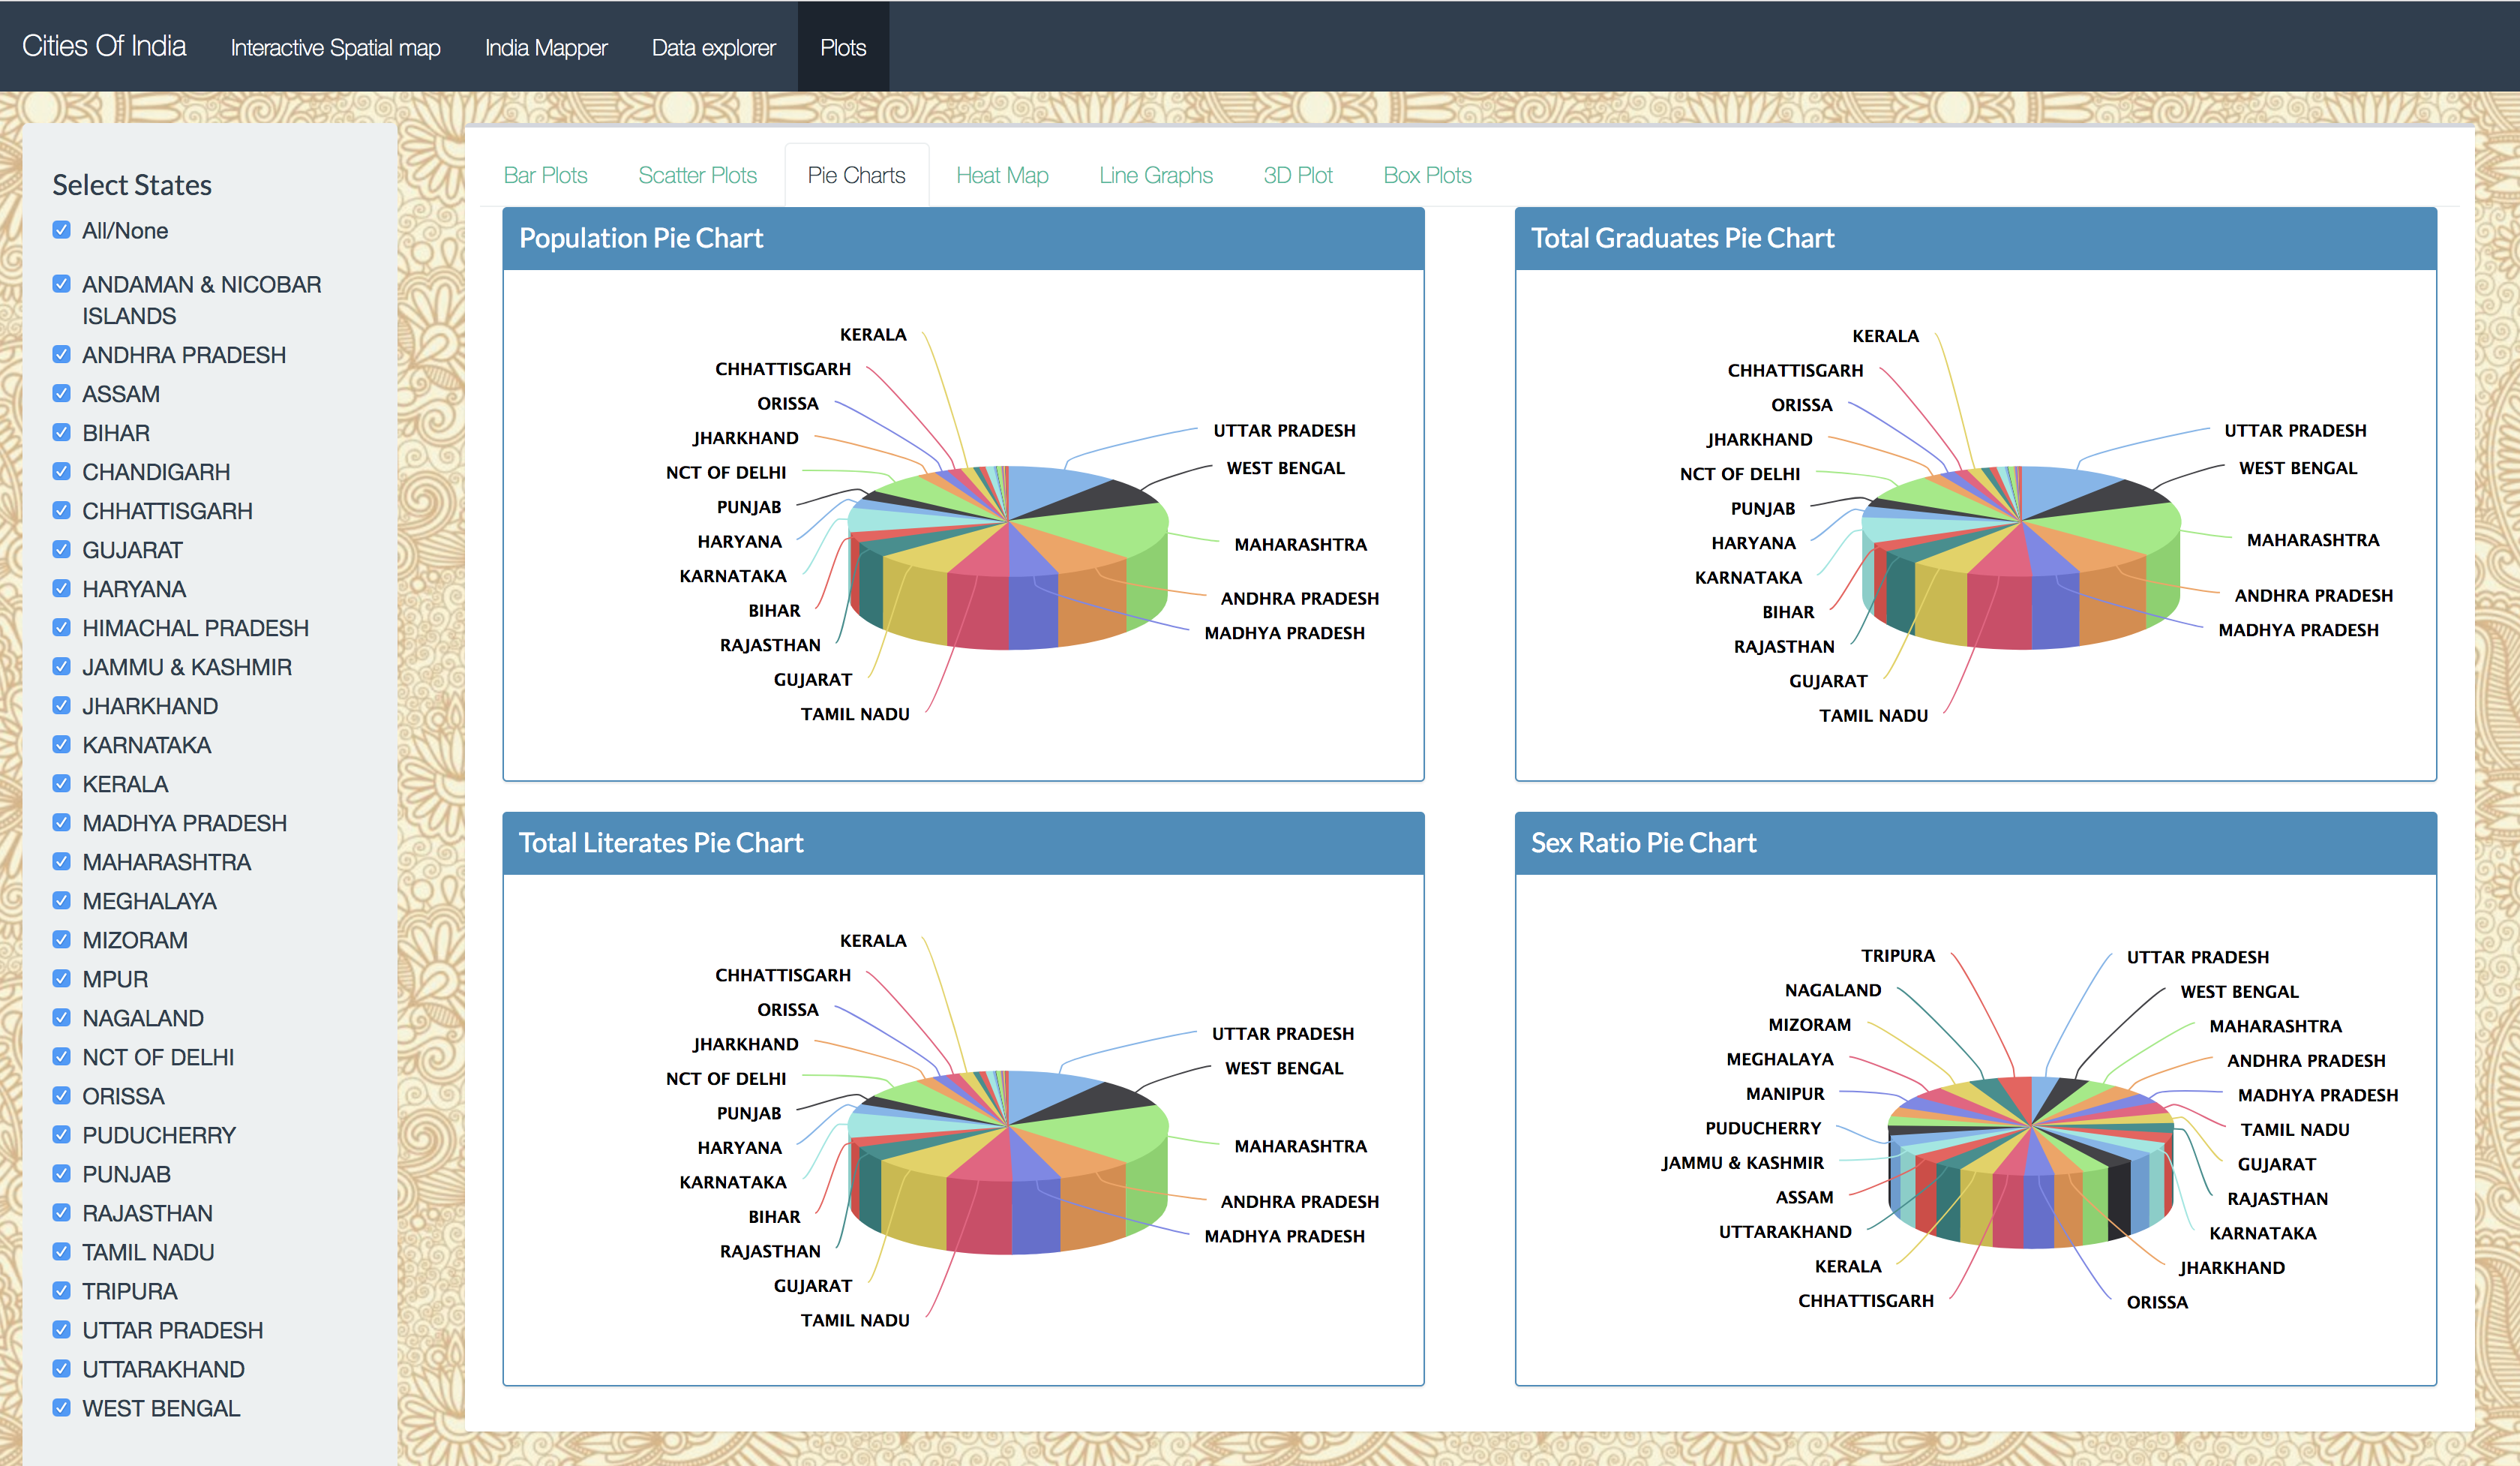 Cities Of India
Interactive Spatial map
India Mapper
Data explorer
Plots
Select States
All/None
ANDAMAN & NICOBAR
ISLANDS
ANDHRA PRADESH
ASSAM
BIHAR
CHANDIGARH
CHHATTISGARH
GUJARAT
HARYANA
HIMACHAL PRADESH
JAMMU & KASHMIR
JHARKHAND
KARNATAKA
KERALA
MADHYA PRADESH
MAHARASHTRA
MEGHALAYA
MIZORAM
MPUR
NAGALAND
NCT OF DELHI
ORISSA
PUDUCHERRY
PUNJAB
RAJASTHAN
TAMIL NADU
TRIPURA
UTTAR PRADESH
UTTARAKHAND
WEST BENGAL
Bar Plots
Scatter Plots
Pie Charts
Heat Map
Line Graphs
3D Plot
Box Plots
Population Pie Chart
KERALA
CHHATTISGARH
ORISSA
JHARKHAND
NCT OF DELHI
PUNJAB
HARYANA
KARNATAKA
BIHAR
RAJASTHAN
GUJARAT
TAMIL NADU
UTTAR PRADESH
WEST BENGAL
MAHARASHTRA
ANDHRA PRADESH
MADHYA PRADESH
Total Graduates Pie Chart
KERALA
CHHATTISGARH
ORISSA
JHARKHAND
NCT OF DELHI
PUNJAB
HARYANA
KARNATAKA
BIHAR
RAJASTHAN
GUJARAT
TAMIL NADU
UTTAR PRADESH
WEST BENGAL
MAHARASHTRA
ANDHRA PRADESH
MADHYA PRADESH
Total Literates Pie Chart
KERALA
CHHATTISGARH
ORISSA
JHARKHAND
NCT OF DELHI
PUNJAB
HARYANA
KARNATAKA
BIHAR
RAJASTHAN
GUJARAT
TAMIL NADU
UTTAR PRADESH
WEST BENGAL
MAHARASHTRA
ANDHRA PRADESH
MADHYA PRADESH
Sex Ratio Pie Chart
TRIPURA
NAGALAND
MIZORAM
MEGHALAYA
MANIPUR
PUDUCHERRY
JAMMU & KASHMIR
ASSAM
UTTARAKHAND
KERALA
CHHATTISGARH
UTTAR PRADESH
WEST BENGAL
MAHARASHTRA
ANDHRA PRADESH
MADHYA PRADESH
TAMIL NADU
GUJARAT
RAJASTHAN
KARNATAKA
JHARKHAND
ORISSA